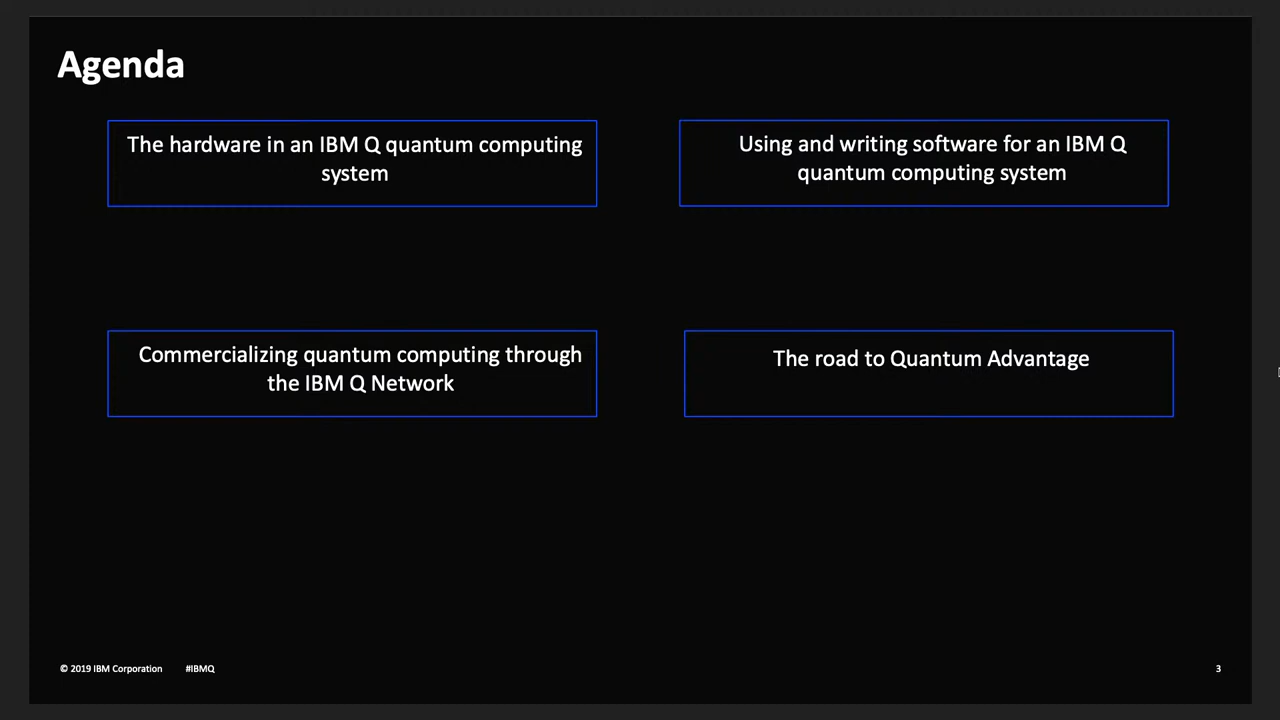 Agenda
The hardware in an IBM Q quantum computing
system
Using and writing software for an IBM Q
quantum computing system
Commercializing quantum computing through
the IBM Q Network
The road to Quantum Advantage
© 2019 IBM Corporation #IBMQ
3